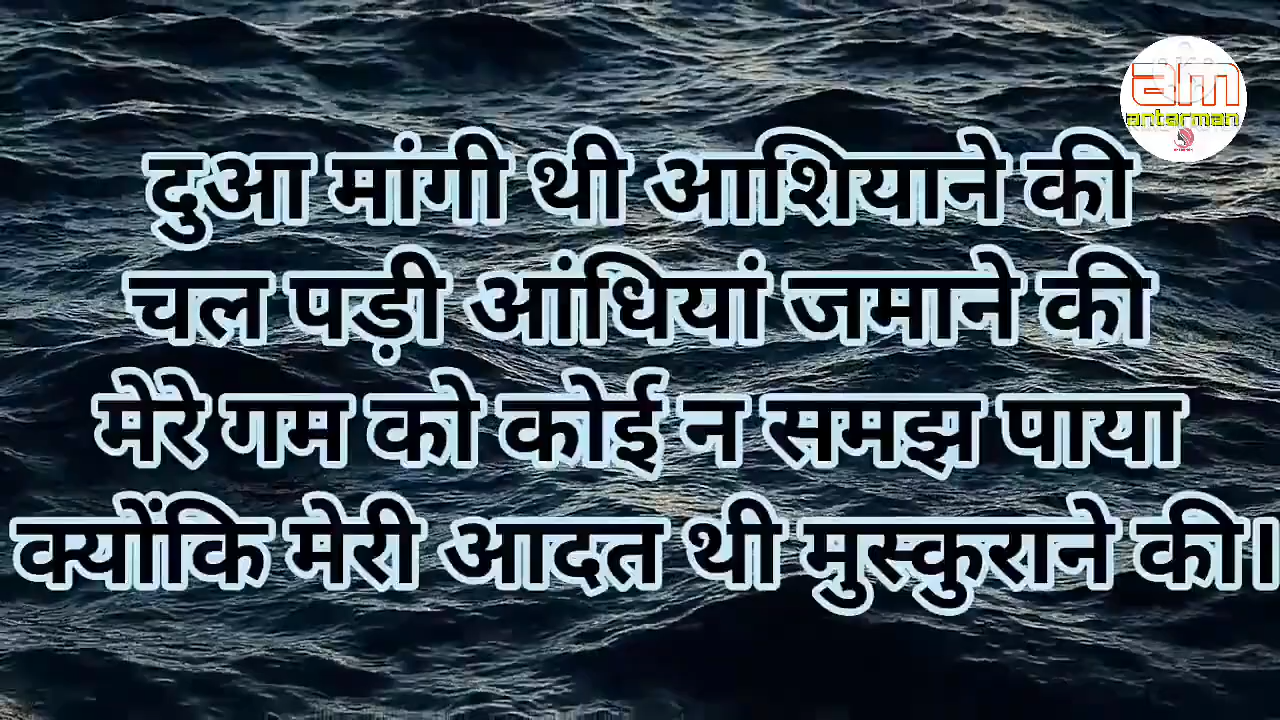 am
antarman
दुआ मांगी थी आशियाने की
चल पड़ी आंधियां जमाने की
मेरे गम को कोई न समझ पाया
क्योंकि मेरी आदत थी मुस्कुराने की।